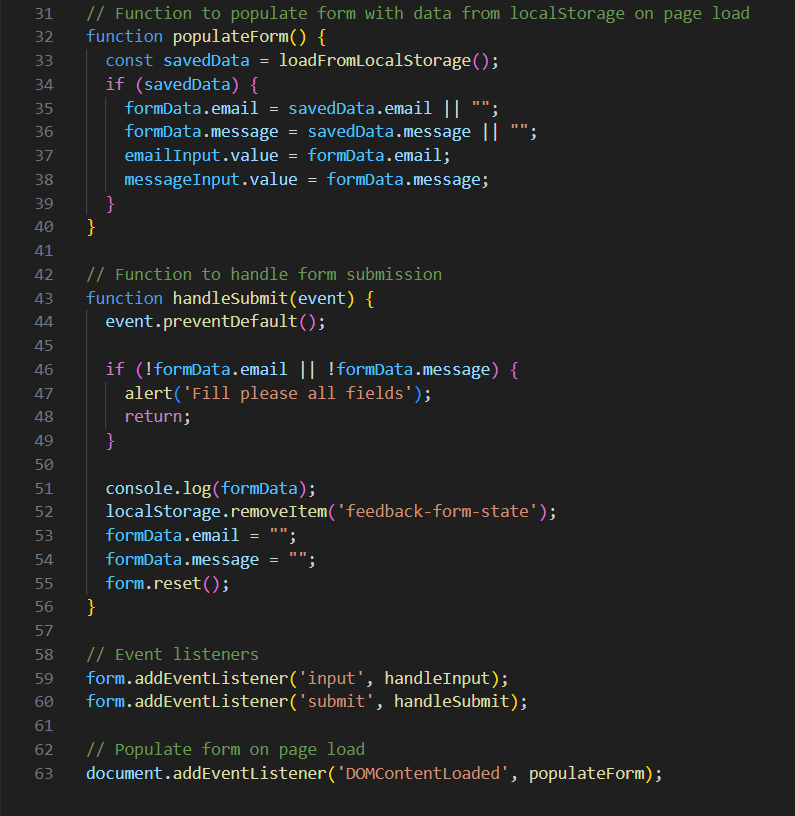 31 // Function to populate form with data from localStorage on page load
32 function populateForm() {
33   const savedData = loadFromLocalStorage();
34   if (savedData) {
35     formData.email = savedData.email || "";
36     formData.message = savedData.message || "";
37     emailInput.value = formData.email;
38     messageInput.value = formData.message;
39   }
40 }
41
42 // Function to handle form submission
43 function handleSubmit(event) {
44   event.preventDefault();
45
46   if (!formData.email || !formData.message) {
47     alert('Fill please all fields');
48     return;
49   }
50
51   console.log(formData);
52   localStorage.removeItem('feedback-form-state');
53   formData.email = "";
54   formData.message = "";
55   form.reset();
56 }
57
58 // Event listeners
59 form.addEventListener('input', handleInput);
60 form.addEventListener('submit', handleSubmit);
61
62 // Populate form on page load
63 document.addEventListener('DOMContentLoaded', populateForm);